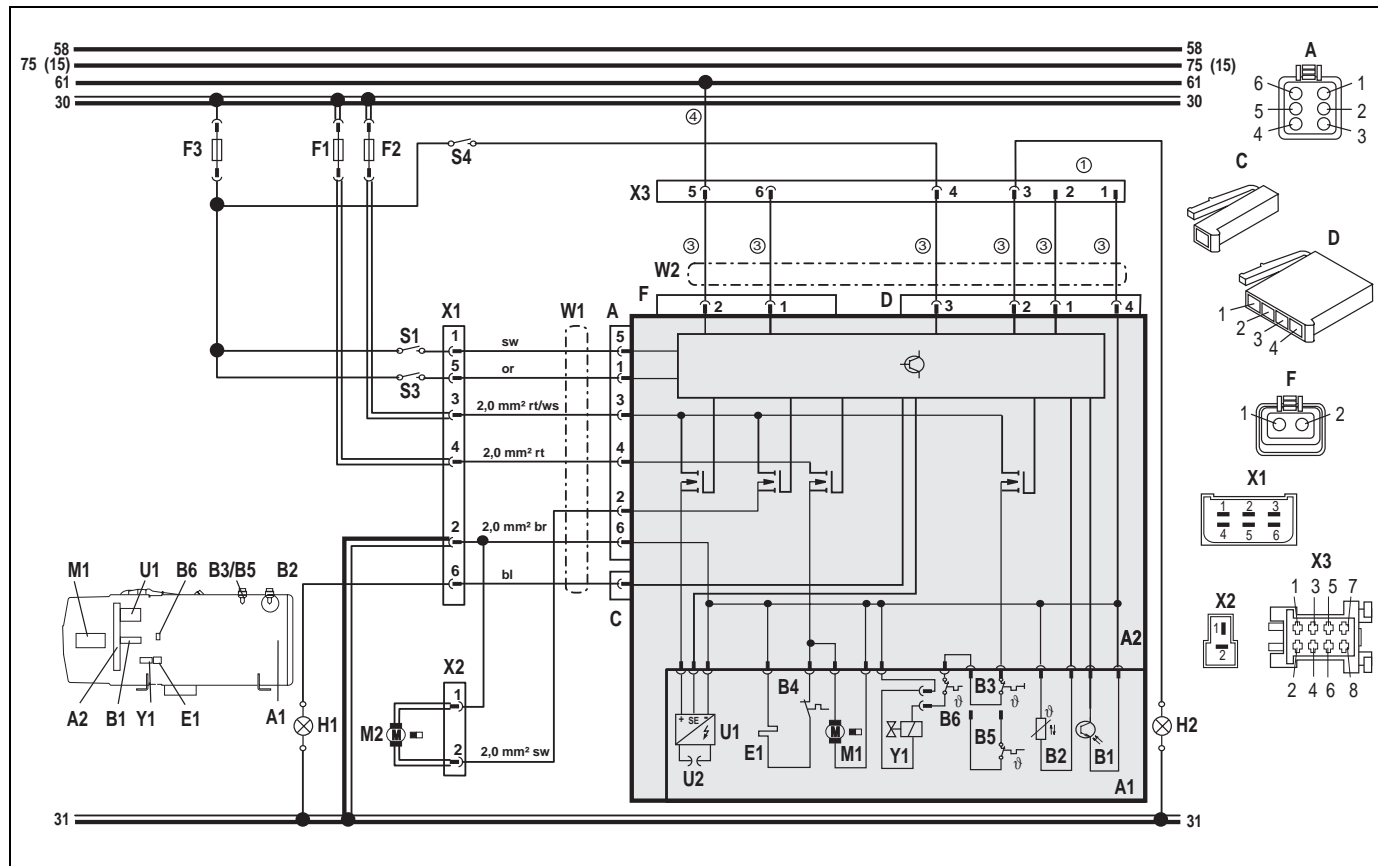 58 58
75 (15) 75 (15)
61 61
30 30
A
6 1
5 2
4 3
F3 F1 F2 S4
④ ①
X3 5 6 4 3 2 1
C
③ ③ ③ ③ ③ ③
W2
D
1
2
3
4
F 2 1 D 3 2 1 4
X1 W1 A
S1 1 sw 5
S3 5 or 1
3 2,0 mm² rt/ws 3
4 2,0 mm² rt 4
2
2 2,0 mm² br 6
6 bl
C
F
1 2
X1
1 2 3
4 5 6
X3
1 3 5 7
2 4 6 8
X2
1
2
M1 U1 B6 B3/B5 B2
A2 B1 Y1 E1 A1
H1
X2
M2 1
2 2,0 mm² sw
A2
B4 B3 ϑ
+ SE -
U1 E1 M M1 Y1 B6 ϑ B5 ϑ B2 ϑ B1
U2
A1
M
H2
31 31